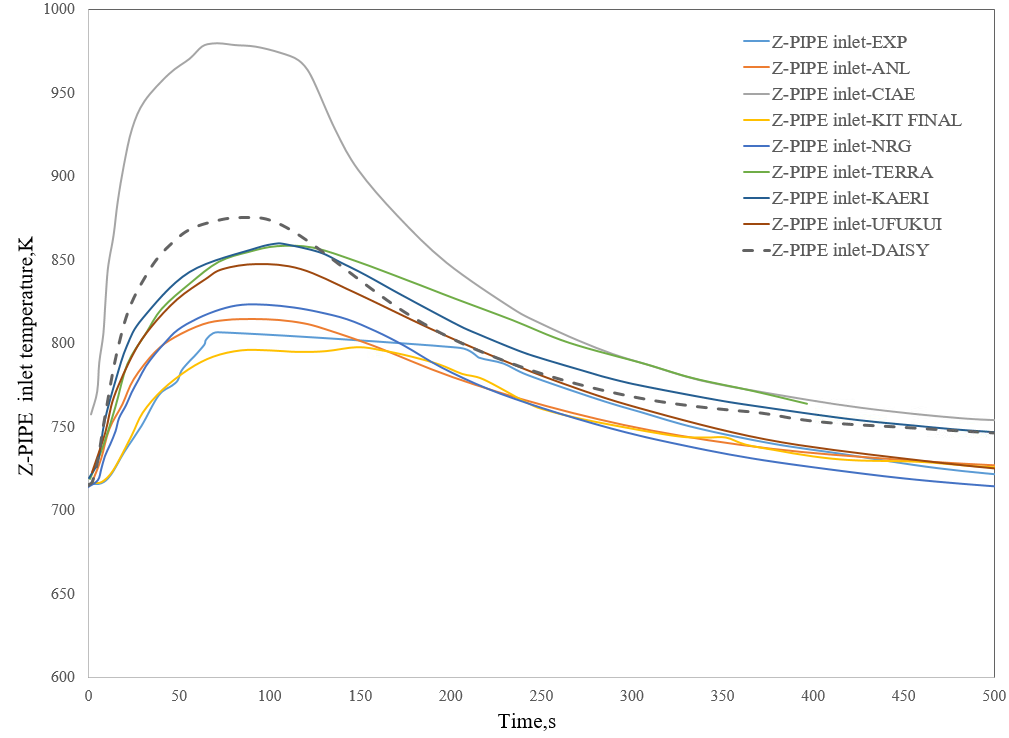 1000
950
900
850
800
750
700
650
600
Z-PIPE inlet temperature,K
Z-PIPE inlet-EXP
Z-PIPE inlet-ANL
Z-PIPE inlet-CIAE
Z-PIPE inlet-KIT FINAL
Z-PIPE inlet-NRG
Z-PIPE inlet-TERRA
Z-PIPE inlet-KAERI
Z-PIPE inlet-UFUKUI
Z-PIPE inlet-DAISY
0 50 100 150 200 250 300 350 400 450 500
Time,s